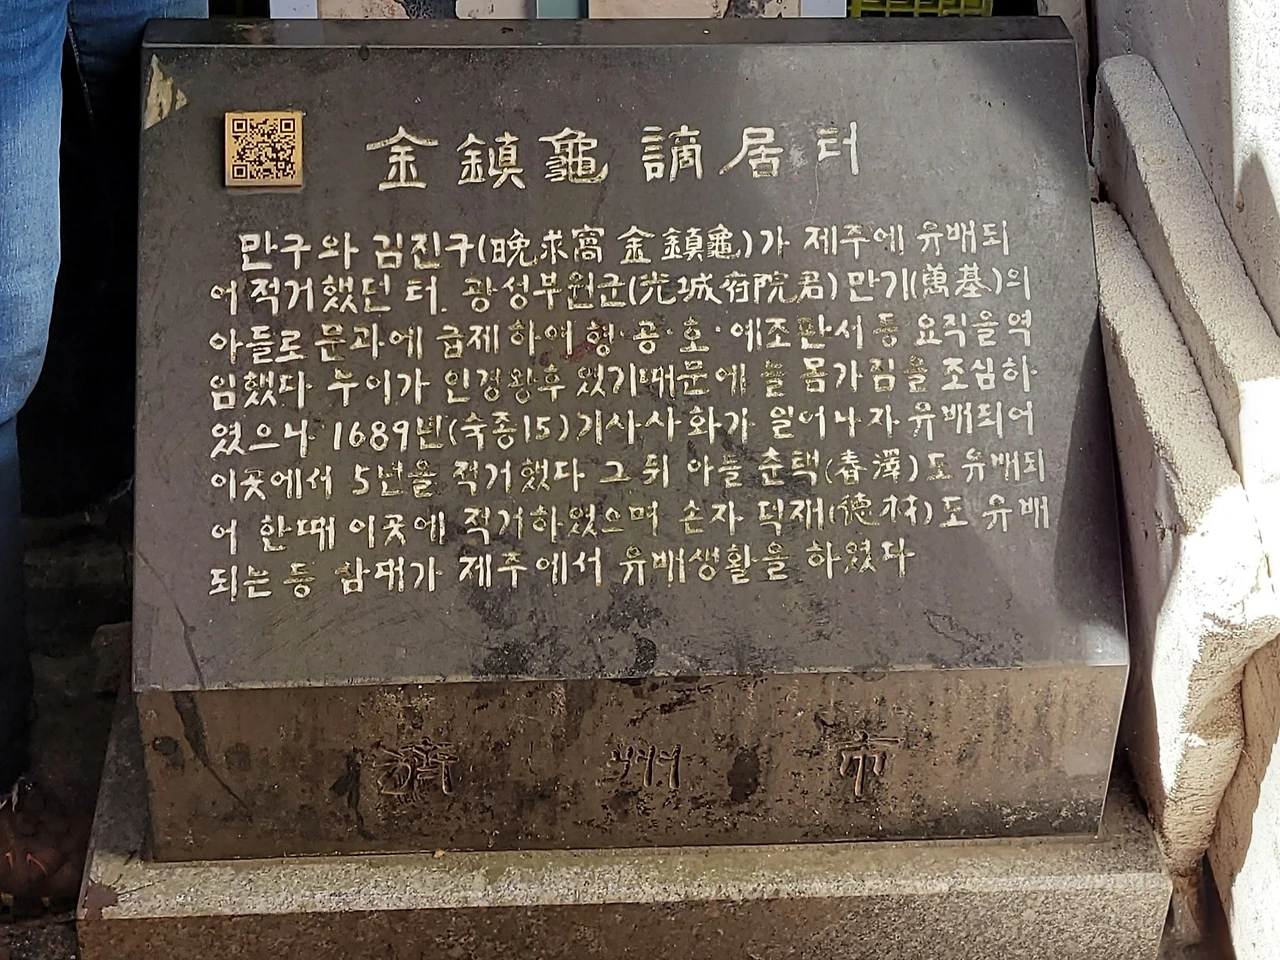 金鎭龜 謫居터
만구와 김진구(晩求窩 金鎭龜)가 제주에 유배되
어 적거했던 터. 광성부원군(光城府院君) 만기(萬基)의
아들로 문과에 급제하여 형·공·호·예조판서 등 요직을 역
임했다 누이가 인경왕후 였기때문에 늘 몸가짐을 조심하
였으나 1689년(숙종15)기사사화가 일어나자 유배되어
이곳에서 5년을 적거했다 그 뒤 아들 춘택(春澤)도 유배되
어 한때 이곳에 적거하였으며 손자 덕재(德材)도 유배
되는 등 삼대가 제주에서 유배생활을 하였다
濟州市